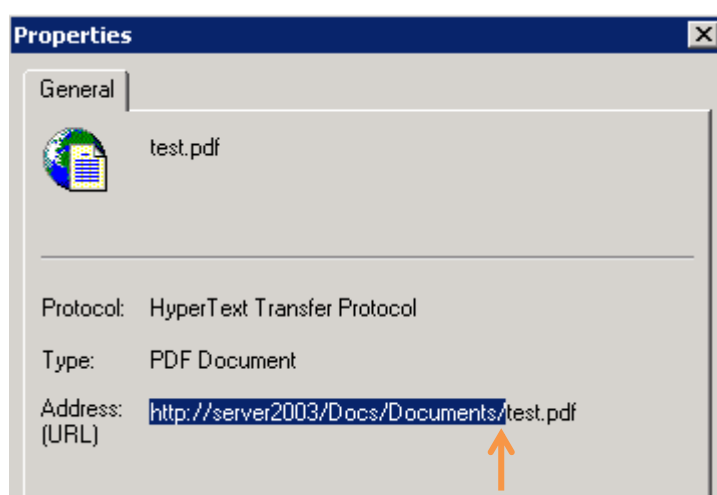 Properties
General
test.pdf
Protocol: HyperText Transfer Protocol
Type: PDF Document
Address: http://server2003/Docs/Documents/test.pdf
(URL)